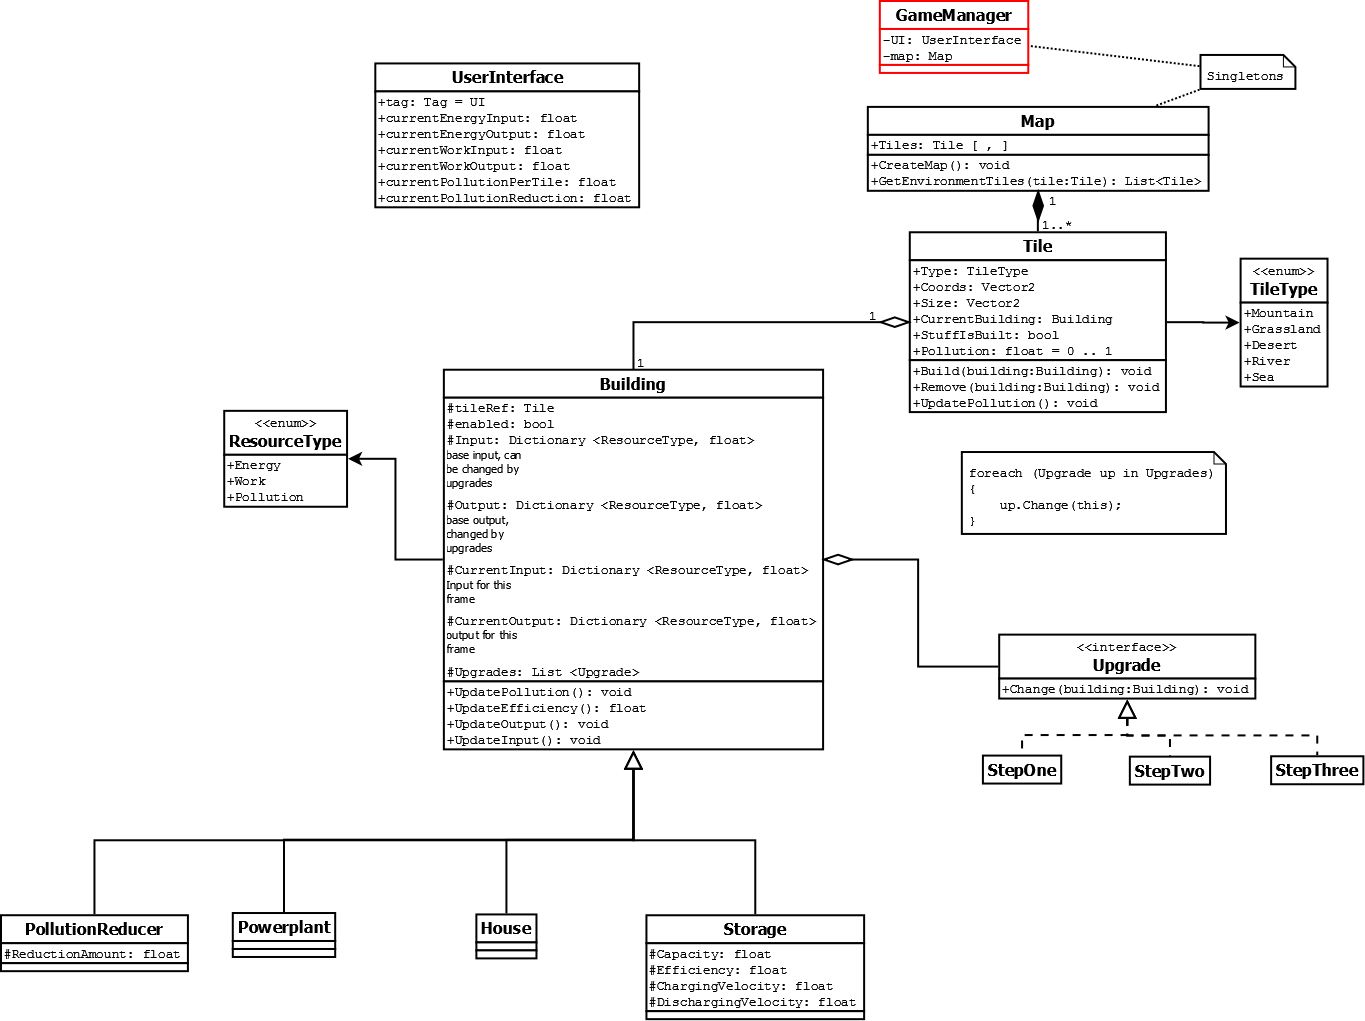 GameManager
-UI: UserInterface
-map: Map
Singletons
UserInterface
+tag: Tag = UI
+currentEnergyInput: float
+currentEnergyOutput: float
+currentWorkInput: float
+currentWorkOutput: float
+currentPollutionPerTile: float
+currentPollutionReduction: float
Map
+Tiles: Tile [ , ]
+CreateMap(): void
+GetEnvironmentTiles(tile:Tile): List<Tile>
1
1..*
Tile
+Type: TileType
+Coords: Vector2
+Size: Vector2
+CurrentBuilding: Building
+StuffIsBuilt: bool
+Pollution: float = 0 .. 1
+Build(building:Building): void
+Remove(building:Building): void
+UpdatePollution(): void
<<enum>>
TileType
+Mountain
+Grassland
+Desert
+River
+Sea
1
1
Building
#tileRef: Tile
#enabled: bool
#Input: Dictionary <ResourceType, float>
base input, can
be changed by
upgrades
#Output: Dictionary <ResourceType, float>
base output,
changed by
upgrades
#CurrentInput: Dictionary <ResourceType, float>
Input for this
frame
#CurrentOutput: Dictionary <ResourceType, float>
output for this
frame
#Upgrades: List <Upgrade>
+UpdatePollution(): void
+UpdateEfficiency(): float
+UpdateOutput(): void
+UpdateInput(): void
<<enum>>
ResourceType
+Energy
+Work
+Pollution
foreach (Upgrade up in Upgrades)
{
up.Change(this);
}
<<interface>>
Upgrade
+Change(building:Building): void
StepOne
StepTwo
StepThree
PollutionReducer
#ReductionAmount: float
Powerplant
House
Storage
#Capacity: float
#Efficiency: float
#ChargingVelocity: float
#DischargingVelocity: float